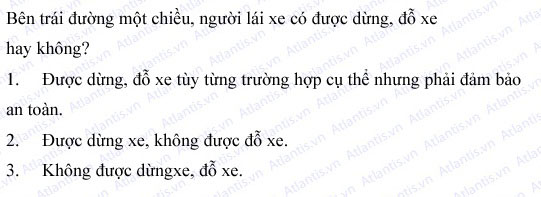 Bên trái đường một chiều, người lái xe có được dừng, đỗ xe
hay không?
1. Được dừng, đỗ xe tùy từng trường hợp cụ thể nhưng phải đảm bảo
an toàn.
2. Được dừng xe, không được đỗ xe.
3. Không được dừngxe, đỗ xe.